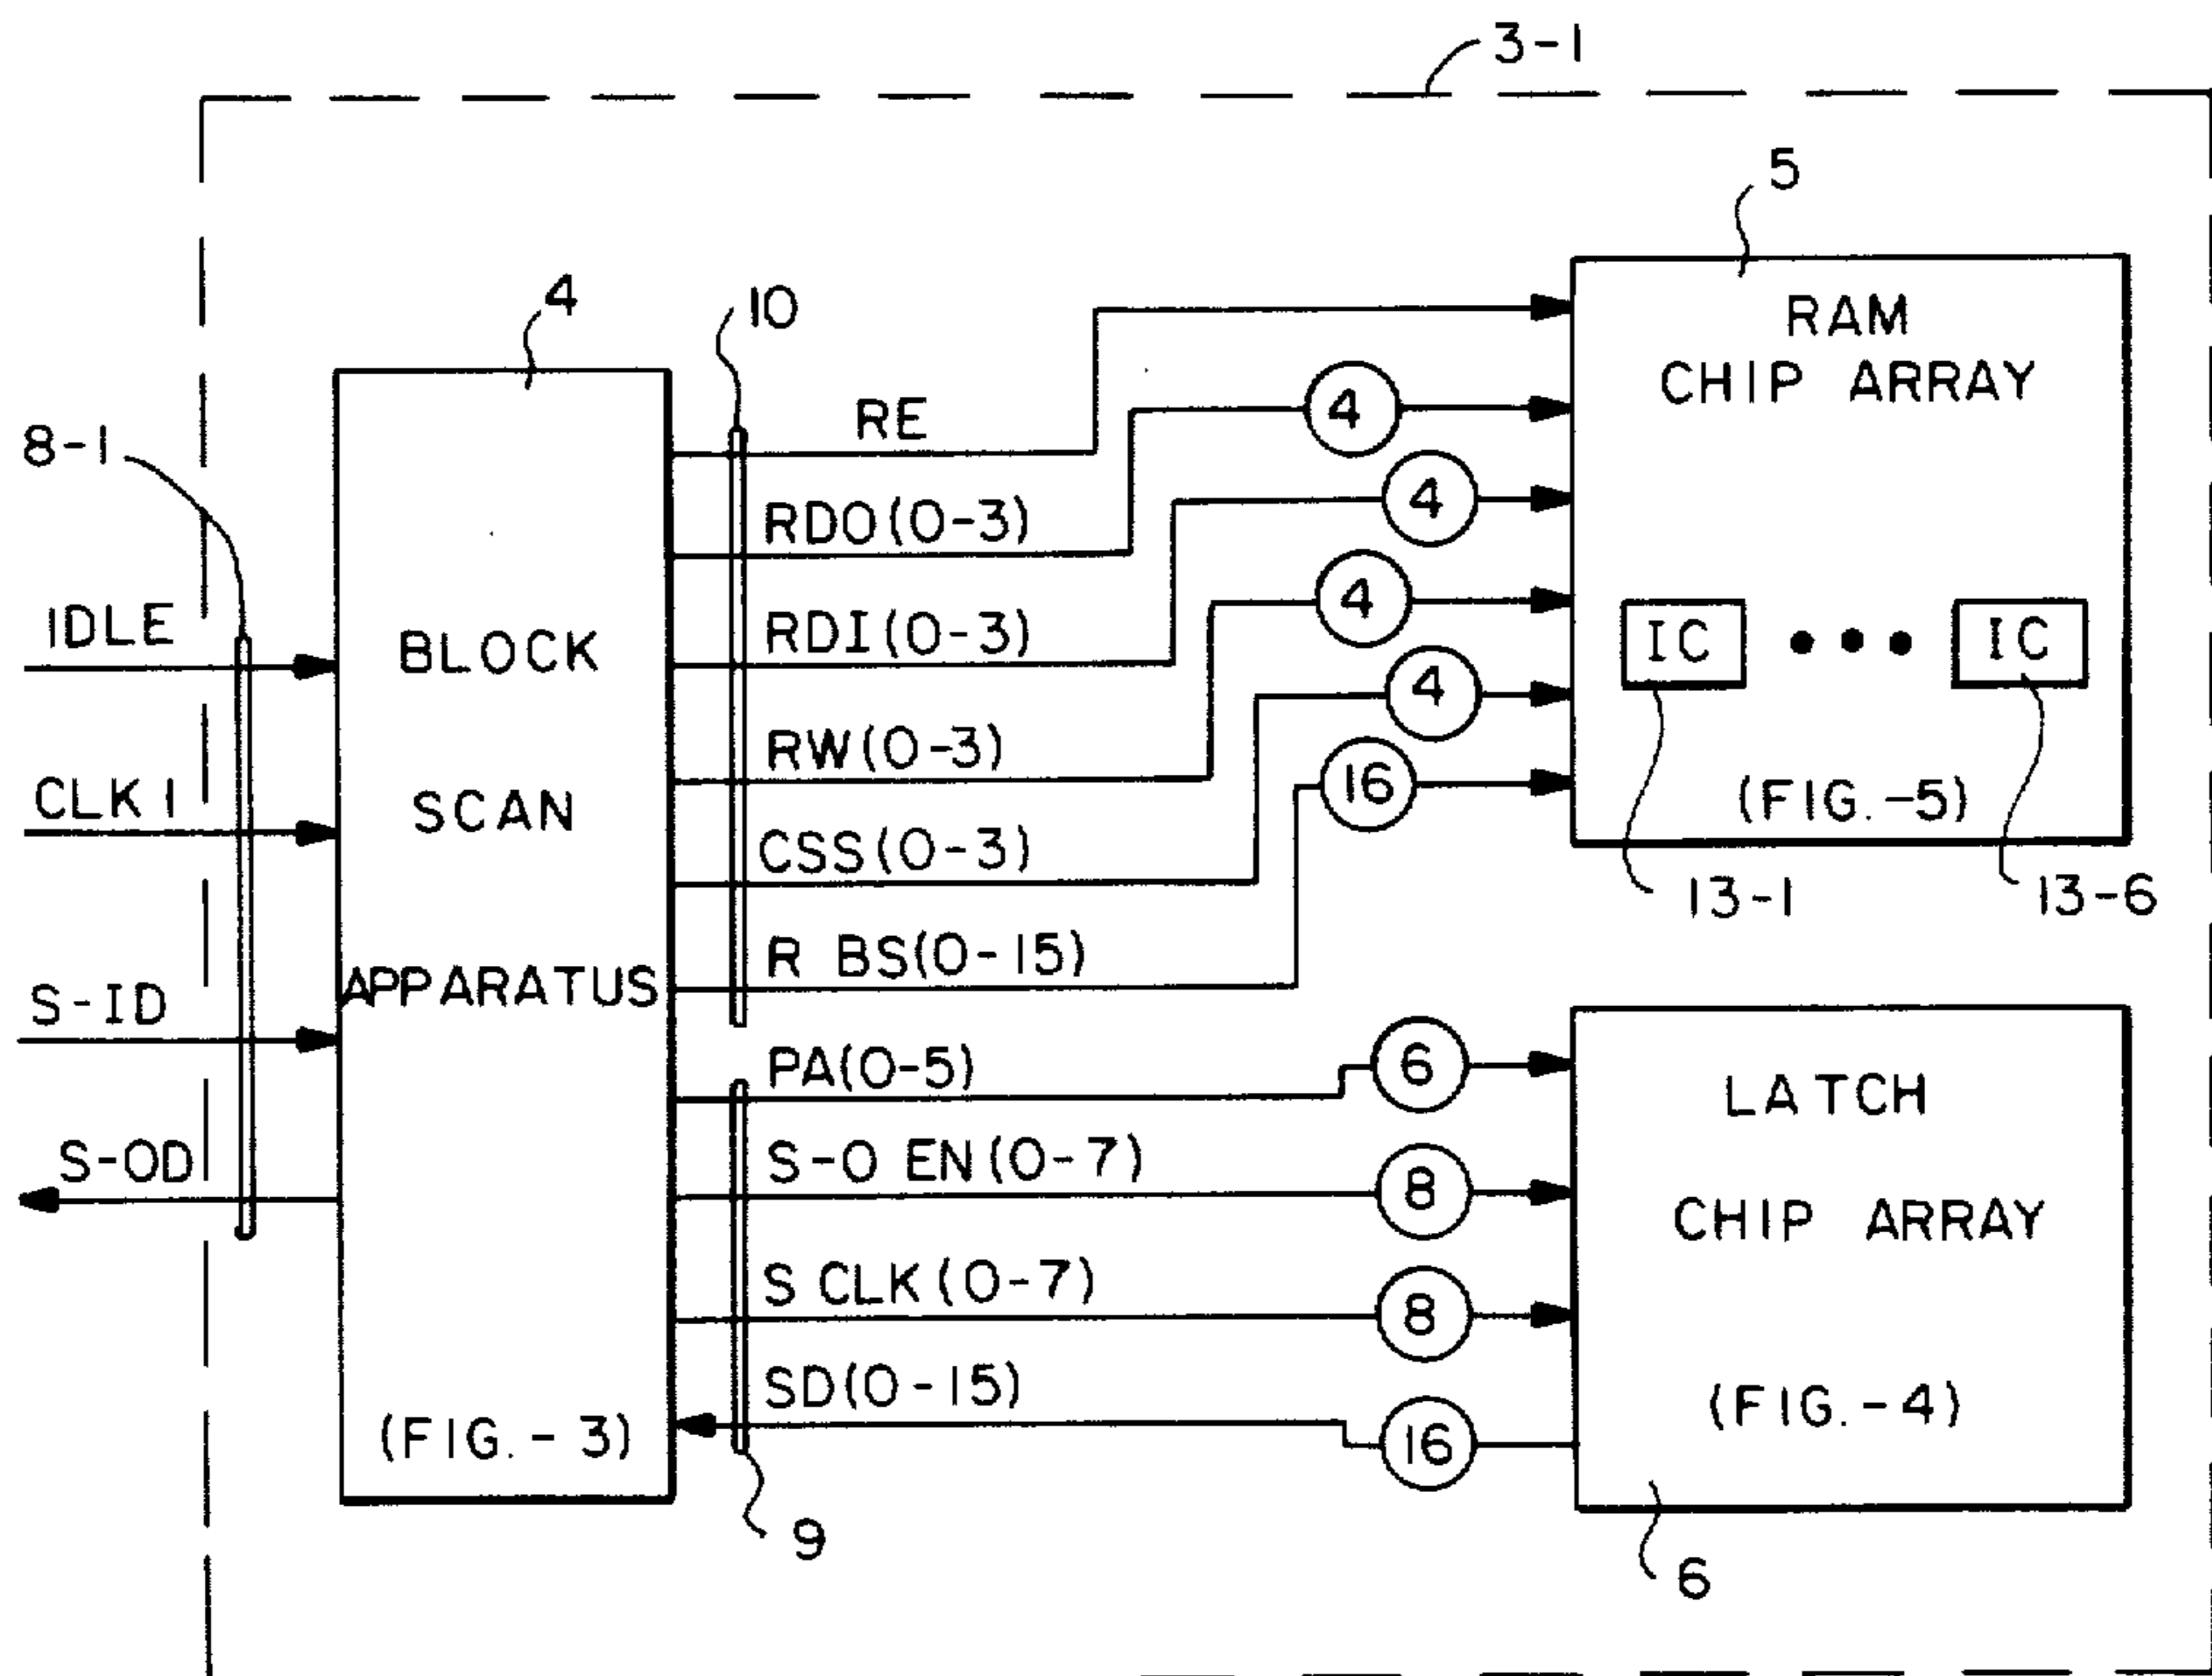 3-1
5
4
10
RAM
CHIP ARRAY
8-1
RE
4
RDO(0-3)
4
IDLE
BLOCK
RDI(0-3)
4
IC
IC
4
RW(0-3)
16
(FIG.-5)
CLK 1
SCAN
CSS(0-3)
13-1
13-6
R BS(0-15)
S-ID
APPARATUS
PA(0-5)
6
LATCH
S-OD
S-O EN(0-7)
8
CHIP ARRAY
S CLK(0-7)
8
SD(0-15)
(FIG.-4)
(FIG.-3)
16
9
6